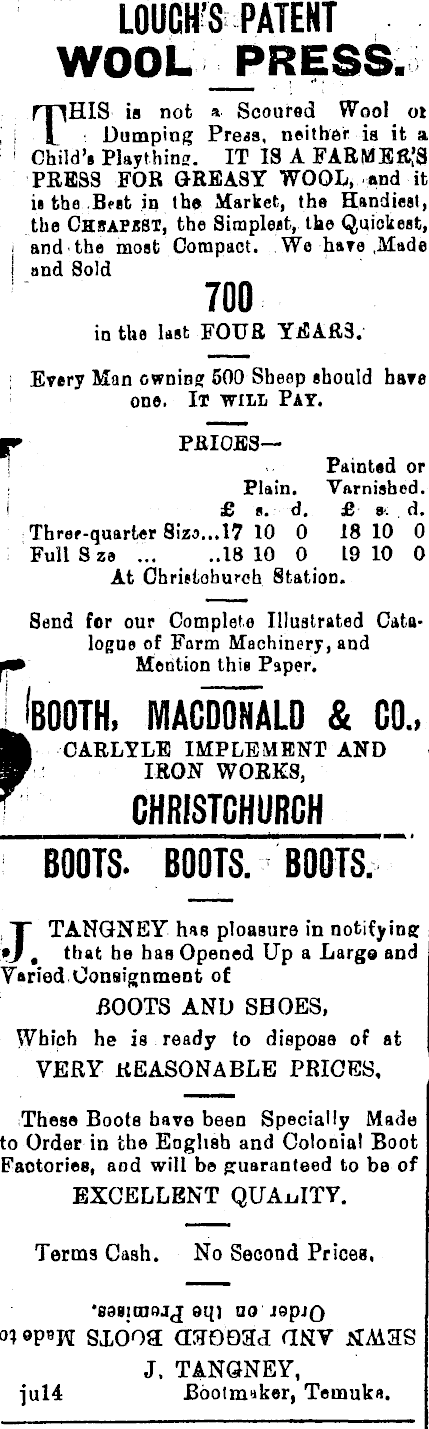 LOUGH'S PATENT
WOOL PRESS.
THIS is not a Scoured Wool or
Dumping Press, neither is it a
Child's Plaything. IT IS A FARMER'S
PRESS FOR GREASY WOOL, and it
is the Best in the Market, the Handiest,
the CHEAPEST, the Simplest, the Quickest,
and the most Compact. We have Made
and Sold
700
in the last FOUR YEARS.
Every Man owning 500 Sheep should have
one. IT WILL PAY.
PRICES—
Painted or
Plain. Varnished.
£ s. d. £ s. d.
Three-quarter Size...17 10 0 18 10 0
Full S ze ... ..18 10 0 19 10 0
At Christchurch Station.
Send for our Complete Illustrated Cata-
logue of Farm Machinery, and
Mention this Paper.
BOOTH, MACDONALD & CO.,
CARLYLE IMPLEMENT AND
IRON WORKS,
CHRISTCHURCH
BOOTS. BOOTS. BOOTS.
J. TANGNEY has pleasure in notifying
that he has Opened Up a Large and
Varied Consignment of
BOOTS AND SHOES,
Which he is ready to dispose of at
VERY REASONABLE PRICES.
These Boots have been Specially Made
to Order in the English and Colonial Boot
Factories, and will be guaranteed to be of
EXCELLENT QUALITY.
Terms Cash. No Second Prices.
SEWN AND PEGGED BOOTS Made to
Order on the Premises.
J. TANGNEY,
ju14 Bootmaker, Temuka.